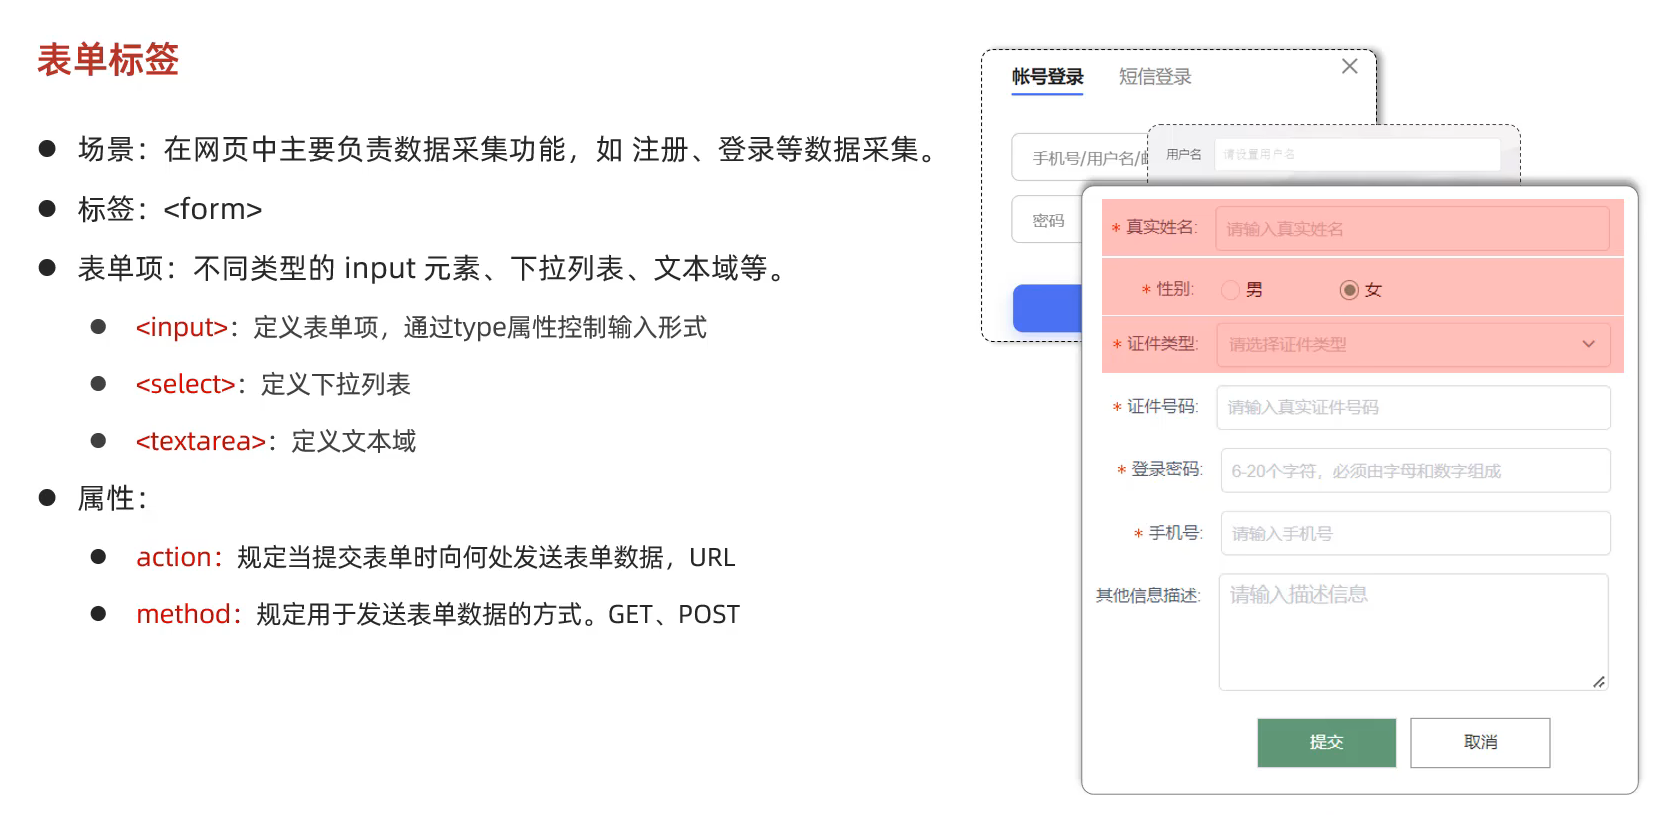 表单标签
场景：在网页中主要负责数据采集功能，如 注册、登录等数据采集。
标签：<form>
表单项：不同类型的 input 元素、下拉列表、文本域等。
<input>：定义表单项，通过type属性控制输入形式
<select>：定义下拉列表
<textarea>：定义文本域
属性：
action：规定当提交表单时向何处发送表单数据，URL
method：规定用于发送表单数据的方式。GET、POST
帐号登录 短信登录
手机号/用户名/
密码
用户名 请设置用户名
* 真实姓名: 请输入真实姓名
* 性别: 男 女
* 证件类型: 请选择证件类型
* 证件号码: 请输入真实证件号码
* 登录密码: 6-20个字符，必须由字母和数字组成
* 手机号: 请输入手机号
其他信息描述: 请输入描述信息
提交 取消